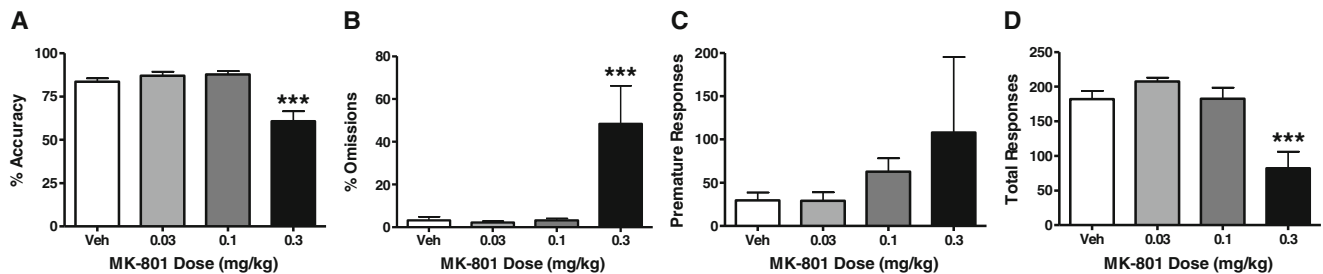 A
% Accuracy
100
75
50
25
0
***
Veh 0.03 0.1 0.3
MK-801 Dose (mg/kg)
B
% Omissions
80
60
40
20
0
***
Veh 0.03 0.1 0.3
MK-801 Dose (mg/kg)
C
Premature Responses
200
150
100
50
0
Veh 0.03 0.1 0.3
MK-801 Dose (mg/kg)
D
Total Responses
250
200
150
100
50
0
***
Veh 0.03 0.1 0.3
MK-801 Dose (mg/kg)